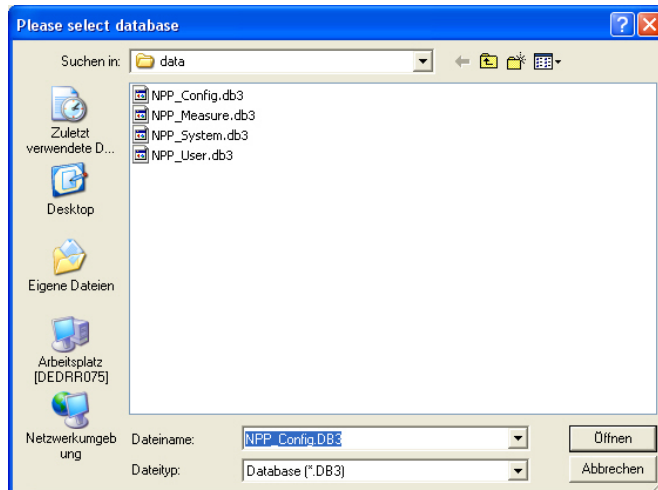 Please select database
Suchen in:
data
NPP_Config.db3
NPP_Measure.db3
NPP_System.db3
NPP_User.db3
Zuletzt
verwendete D...
Desktop
Eigene Dateien
Arbeitsplatz
[DEDRR075]
Netzwerkumgeb
ung
Dateiname:
NPP_Config.DB3
Öffnen
Dateityp:
Database (*.DB3)
Abbrechen